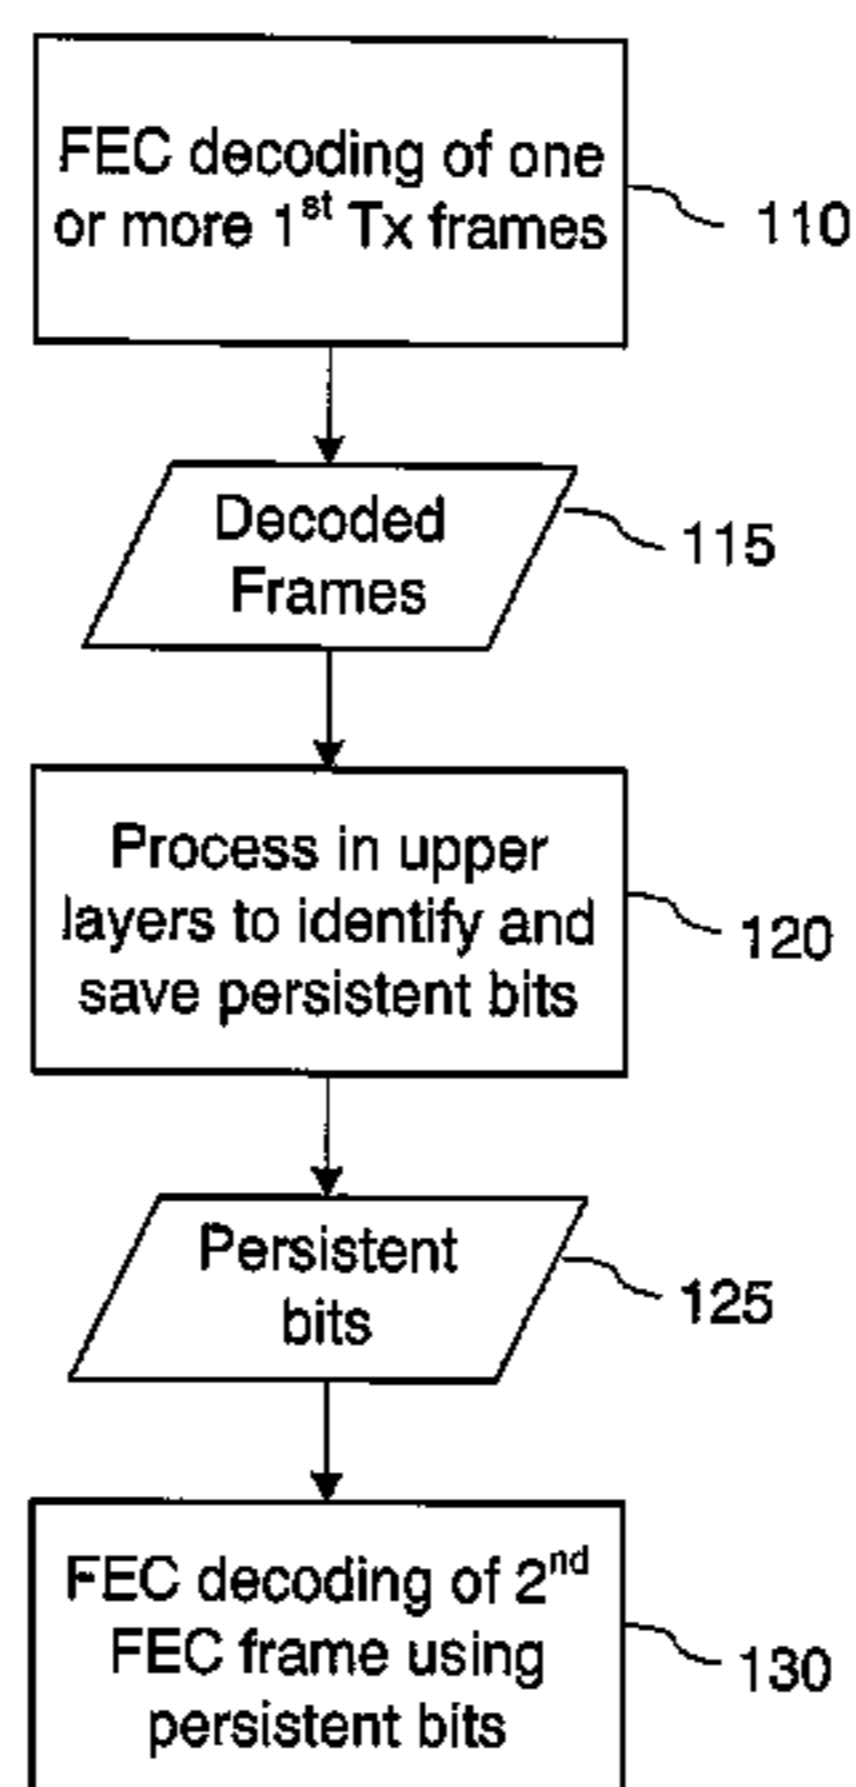 FEC decoding of one
or more 1st Tx frames
110
Decoded
Frames
115
Process in upper
layers to identify and
save persistent bits
120
Persistent
bits
125
FEC decoding of 2nd
FEC frame using
persistent bits
130